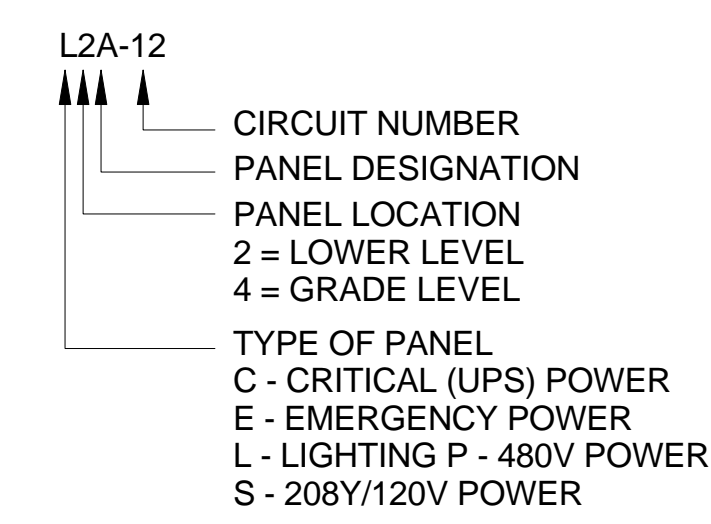 L2A-12
CIRCUIT NUMBER
PANEL DESIGNATION
PANEL LOCATION
2 = LOWER LEVEL
4 = GRADE LEVEL
TYPE OF PANEL
C - CRITICAL (UPS) POWER
E - EMERGENCY POWER
L - LIGHTING P - 480V POWER
S - 208Y/120V POWER